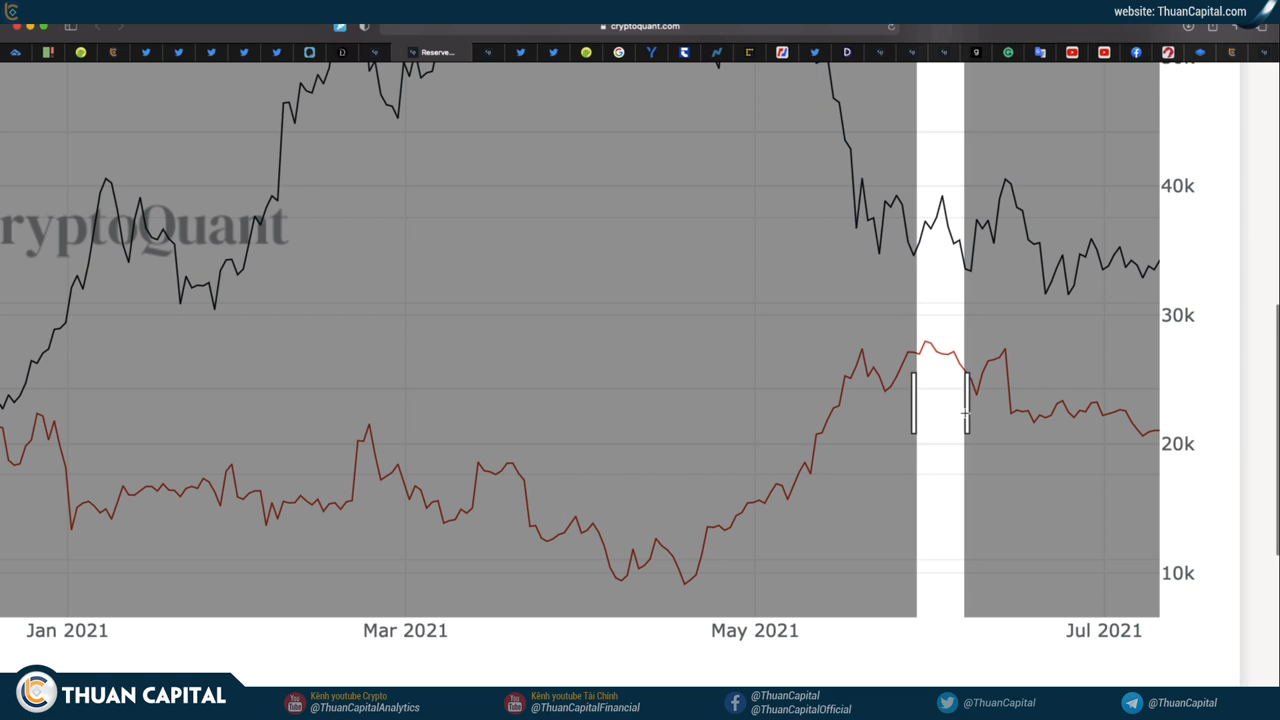 website: ThuanCapital.com
cryptoquant.com
Reserve...
40k
ryptoQuant
30k
20k
10k
Jan 2021
Mar 2021
May 2021
Jul 2021
THUAN CAPITAL
Kênh youtube Crypto
@ThuanCapitalAnalytics
Kênh youtube Tài Chính
@ThuanCapitalFinancial
@ThuanCapital
@ThuanCapitalOfficial
@ThuanCapital
@ThuanCapital